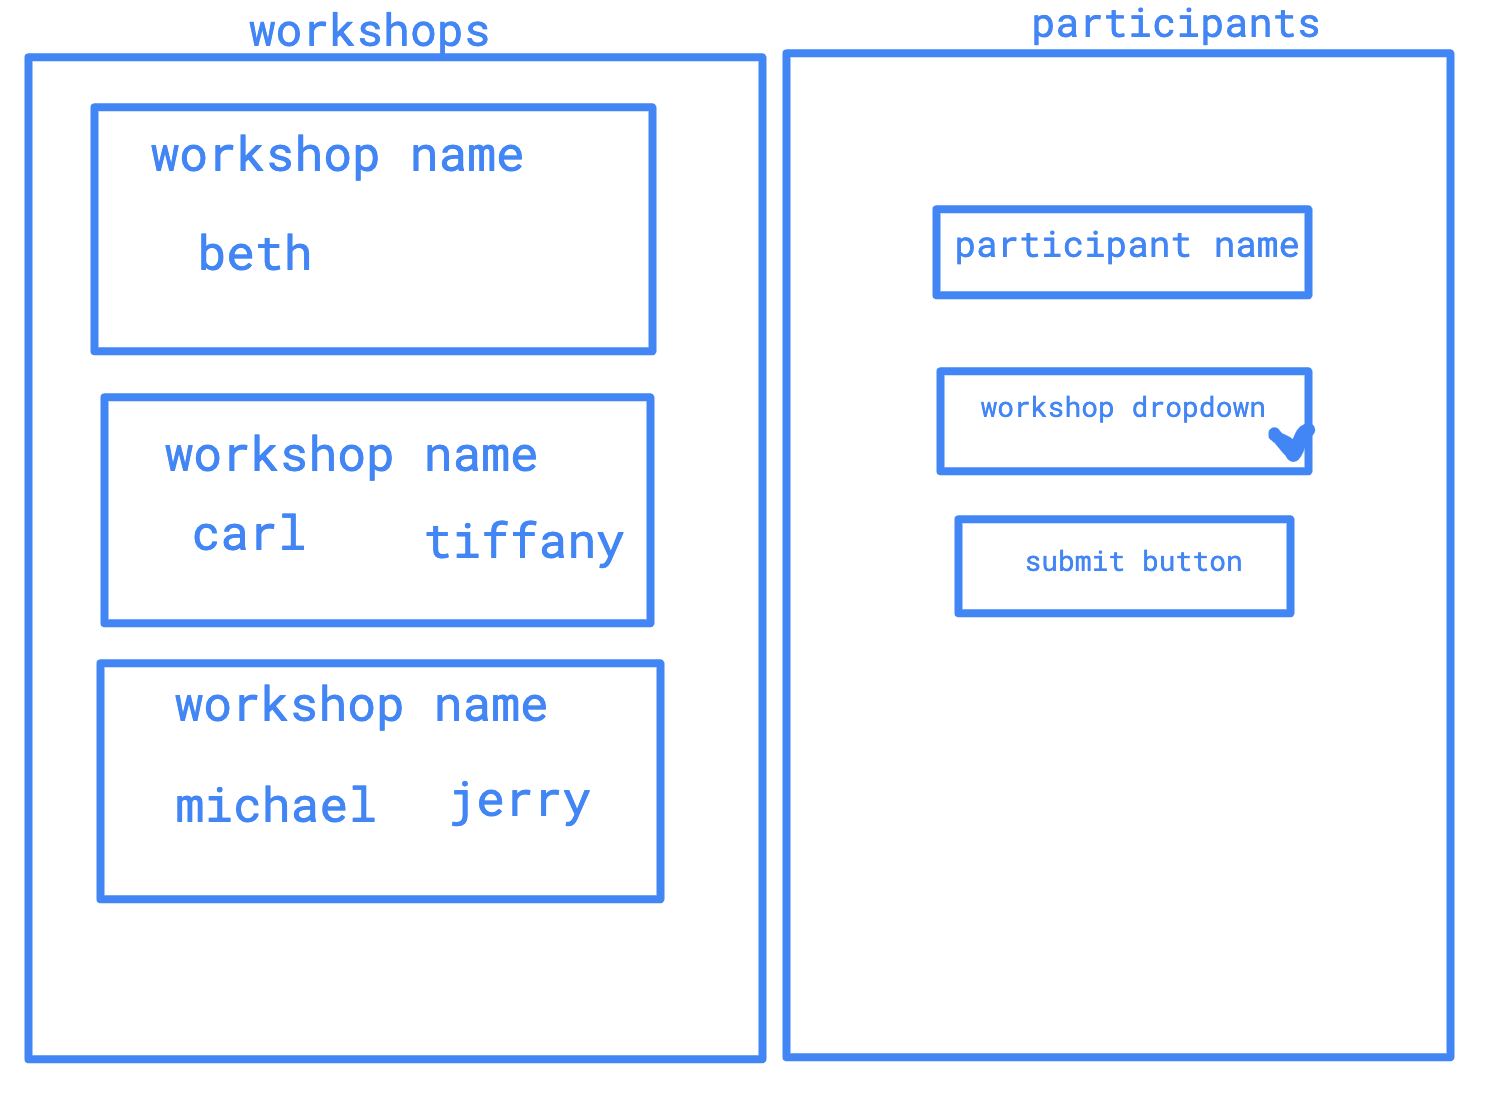 workshops
workshop name
beth
workshop name
carl tiffany
workshop name
michael jerry
participants
participant name
workshop dropdown
submit button